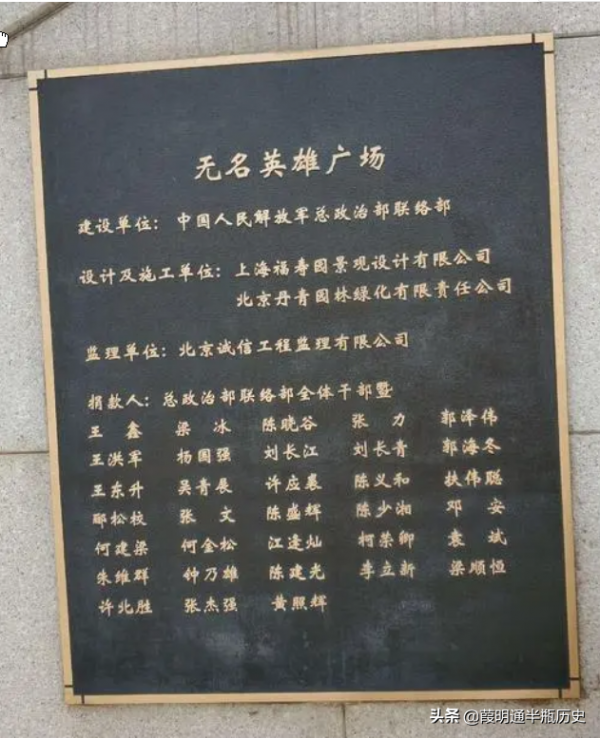 无名英雄广场
建设单位：中国人民解放军总政治部联络部
设计及施工单位：上海福寿园景观设计有限公司
北京丹青园林绿化有限责任公司
监理单位：北京诚信工程监理有限公司
捐款人：总政治部联络部全体干部暨
王 鑫 梁 冰 陈晓谷 张 力 郭泽伟
王洪军 杨国强 刘长江 刘长青 郭海冬
王东升 吴青展 许应襄 陈义和 扶伟聪
郦松校 张 文 陈盛辉 陈少湘 邓 安
何建梁 何金松 江逢灿 柯荣卿 袁 斌
朱维群 钟乃雄 陈建光 李立新 梁顺恒
许北胜 张杰强 黄照辉
头条 @葭明通半瓶历史